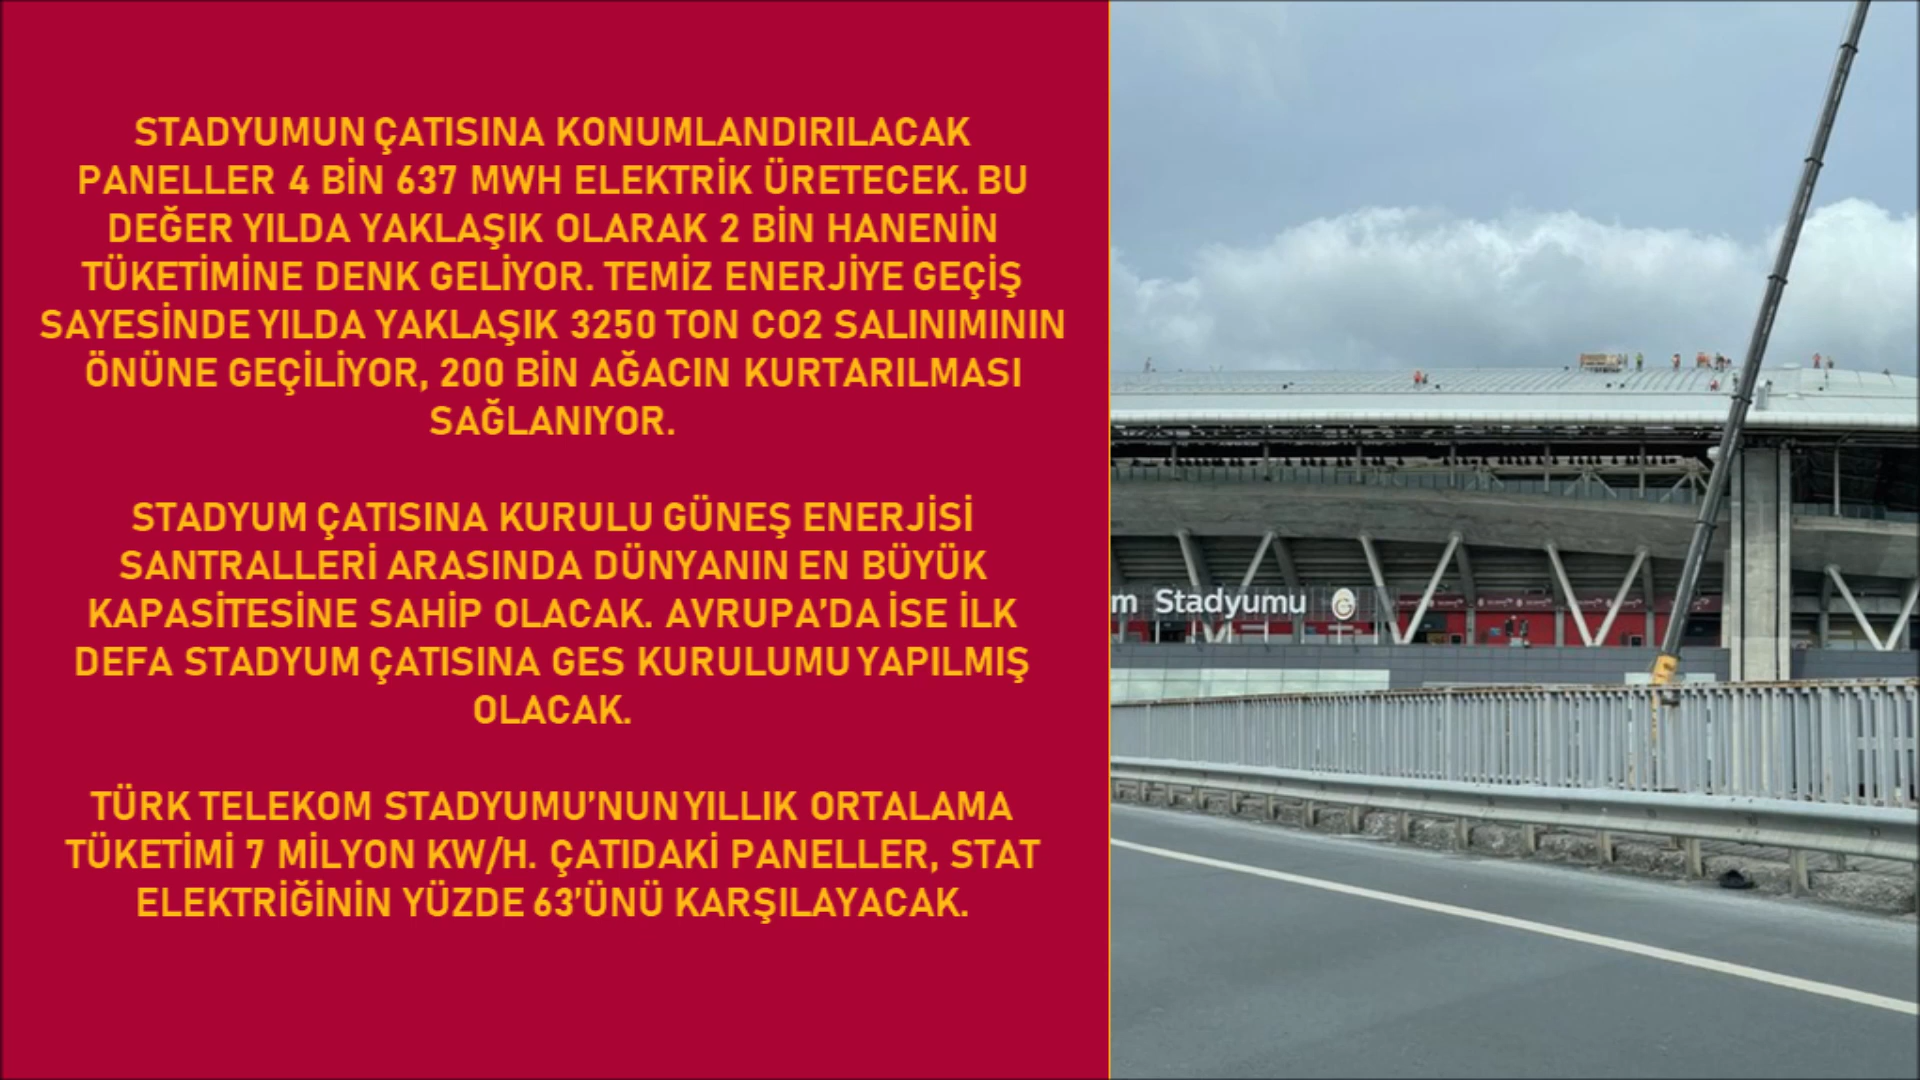 STADYUMUN ÇATISINA KONUMLANDIRILACAK
PANELLER 4 BİN 637 MWH ELEKTRİK ÜRETECEK. BU
DEĞER YILDA YAKLAŞIK OLARAK 2 BİN HANENİN
TÜKETİMİNE DENK GELİYOR. TEMİZ ENERJİYE GEÇİŞ
SAYESİNDE YILDA YAKLAŞIK 3250 TON CO2 SALINIMININ
ÖNÜNE GEÇİLİYOR, 200 BİN AĞACIN KURTARILMASI
SAĞLANIYOR.
STADYUM ÇATISINA KURULU GÜNEŞ ENERJİSİ
SANTRALLERİ ARASINDA DÜNYANIN EN BÜYÜK
KAPASİTESİNE SAHİP OLACAK. AVRUPA’DA İSE İLK
DEFA STADYUM ÇATISINA GES KURULUMU YAPILMIŞ
OLACAK.
TÜRK TELEKOM STADYUMU’NUN YILLIK ORTALAMA
TÜKETİMİ 7 MİLYON KW/H. ÇATIDAKİ PANELLER, STAT
ELEKTRİĞİNİN YÜZDE 63’ÜNÜ KARŞILAYACAK.
m Stadyumu